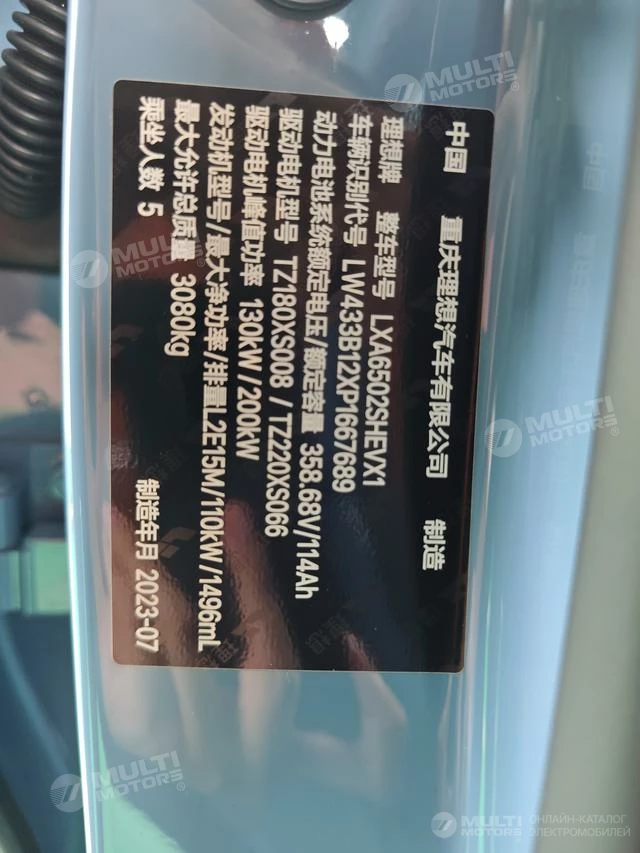 中国 重庆理想汽车有限公司 制造
理想牌 整车型号 LXA6502SHEVX1
车辆识别代号 LW433B12XP1667689
动力电池系统额定电压/额定容量 358.68V/114Ah
驱动电机型号 TZ180XS008 / TZ220XS066
驱动电机峰值功率 130kW/200kW
发动机型号/最大净功率/排量L2E15M/110kW/1496mL
最大允许总质量 3080kg
乘坐人数 5 制造年月 2023-07
MULTI MOTORS®
MULTI MOTORS®
MULTI MOTORS®
MULTI MOTORS®
MULTI MOTORS ОНЛАЙН-КАТАЛОГ ЭЛЕКТРОМОБИЛЕЙ